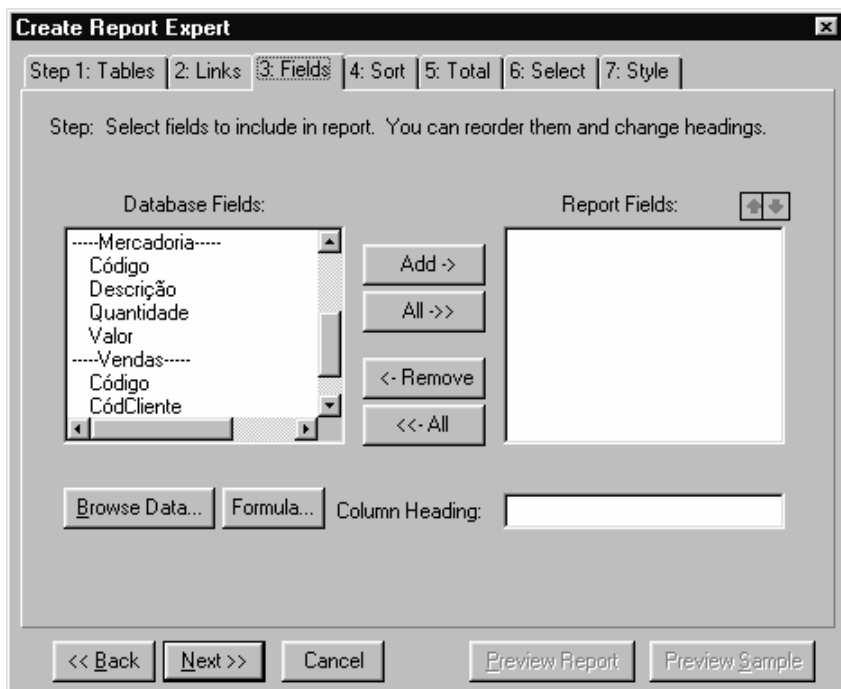 Create Report Expert
Step 1: Tables 2: Links 3: Fields 4: Sort 5: Total 6: Select 7: Style
Step: Select fields to include in report. You can reorder them and change headings.
Database Fields:
Report Fields:
-----Mercadoria-----
Código
Descrição
Quantidade
Valor
-----Vendas-----
Código
CódCliente
Add ->
All ->>
<- Remove
<<- All
Browse Data...
Formula...
Column Heading:
<< Back
Next >>
Cancel
Preview Report
Preview Sample